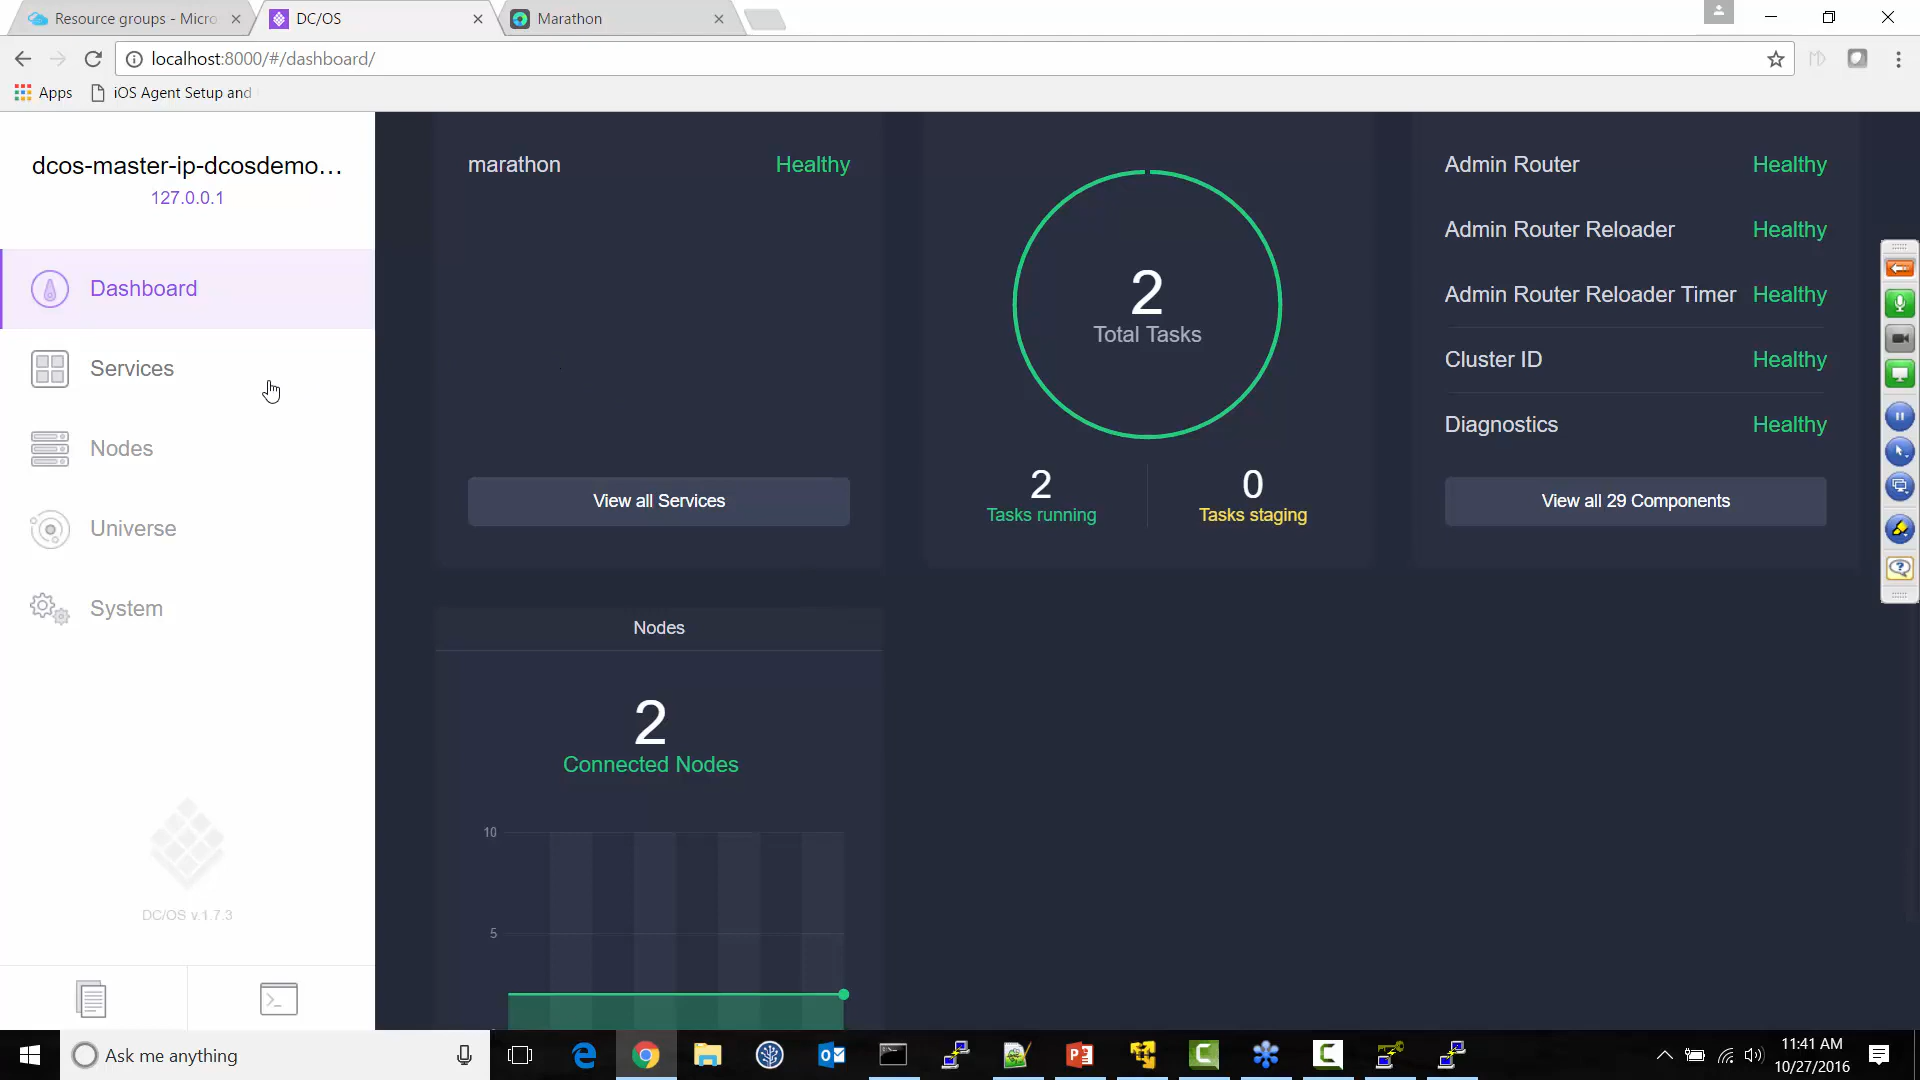 Resource groups - Micro
DC/OS
Marathon
localhost:8000/#/dashboard/
Apps
iOS Agent Setup and
dcos-master-ip-dcosdemo...
127.0.0.1
Dashboard
Services
Nodes
Universe
System
DC/OS v.1.7.3
marathon Healthy
View all Services
2
Total Tasks
2
Tasks running
0
Tasks staging
Admin Router Healthy
Admin Router Reloader Healthy
Admin Router Reloader Timer Healthy
Cluster ID Healthy
Diagnostics Healthy
View all 29 Components
Nodes
2
Connected Nodes
10
5
Ask me anything
11:41 AM
10/27/2016